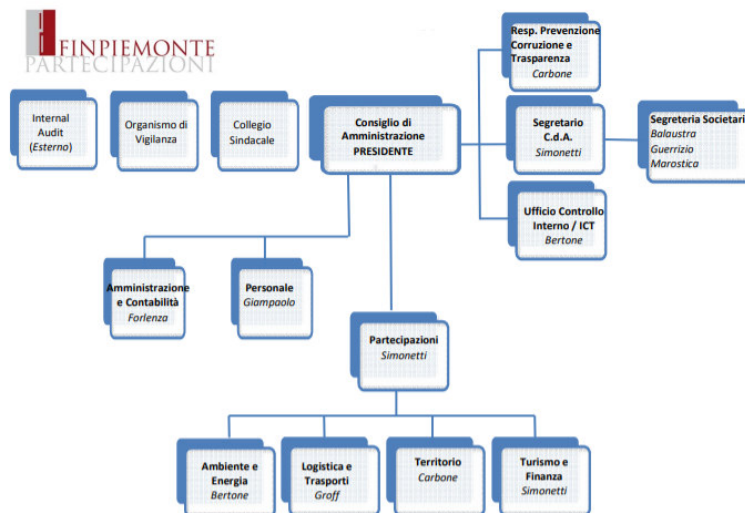 FINPIEMONTE
PARTECIPAZIONI
Resp. Prevenzione
Corruzione e
Trasparenza
Carbone
Internal
Audit
(Esterno)
Organismo di
Vigilanza
Collegio
Sindacale
Consiglio di
Amministrazione
PRESIDENTE
Segretario
C.d.A.
Simonetti
Segreteria Societari
Balaustra
Guerrizio
Marostica
Ufficio Controllo
Interno / ICT
Bertone
Amministrazione
e Contabilità
Forlenza
Personale
Giampaolo
Partecipazioni
Simonetti
Ambiente e
Energia
Bertone
Logistica e
Trasporti
Groff
Territorio
Carbone
Turismo e
Finanza
Simonetti